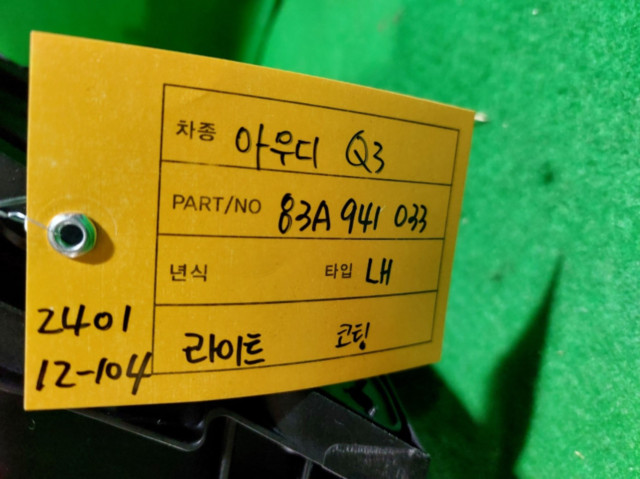 차종 아우디 Q3
PART/NO 83A 941 033
년식 타입 LH
라이트 코팅
2401
12-104